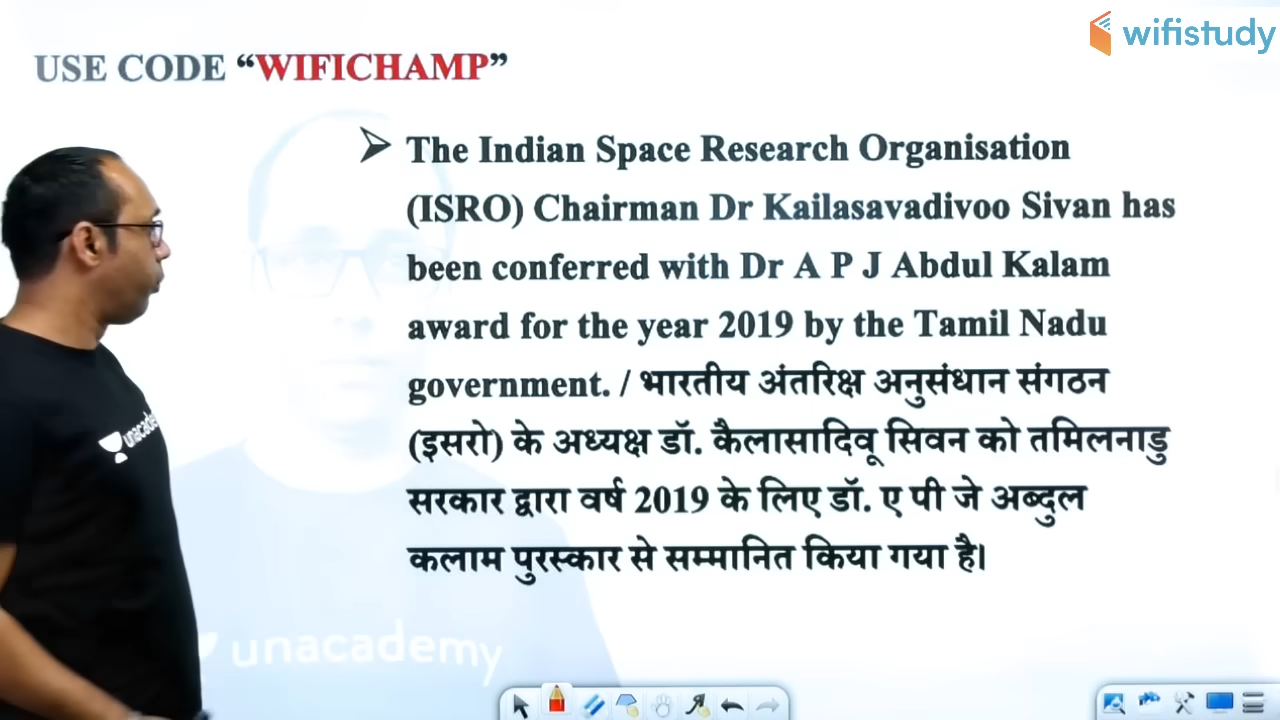 wifistudy
USE CODE “WIFICHAMP”
The Indian Space Research Organisation
(ISRO) Chairman Dr Kailasavadivoo Sivan has
been conferred with Dr A P J Abdul Kalam
award for the year 2019 by the Tamil Nadu
government. / भारतीय अंतरिक्ष अनुसंधान संगठन
(इसरो) के अध्यक्ष डॉ. कैलासादिवू सिवन को तमिलनाडु
सरकार द्वारा वर्ष 2019 के लिए डॉ. ए पी जे अब्दुल
कलाम पुरस्कार से सम्मानित किया गया है।
unacademy